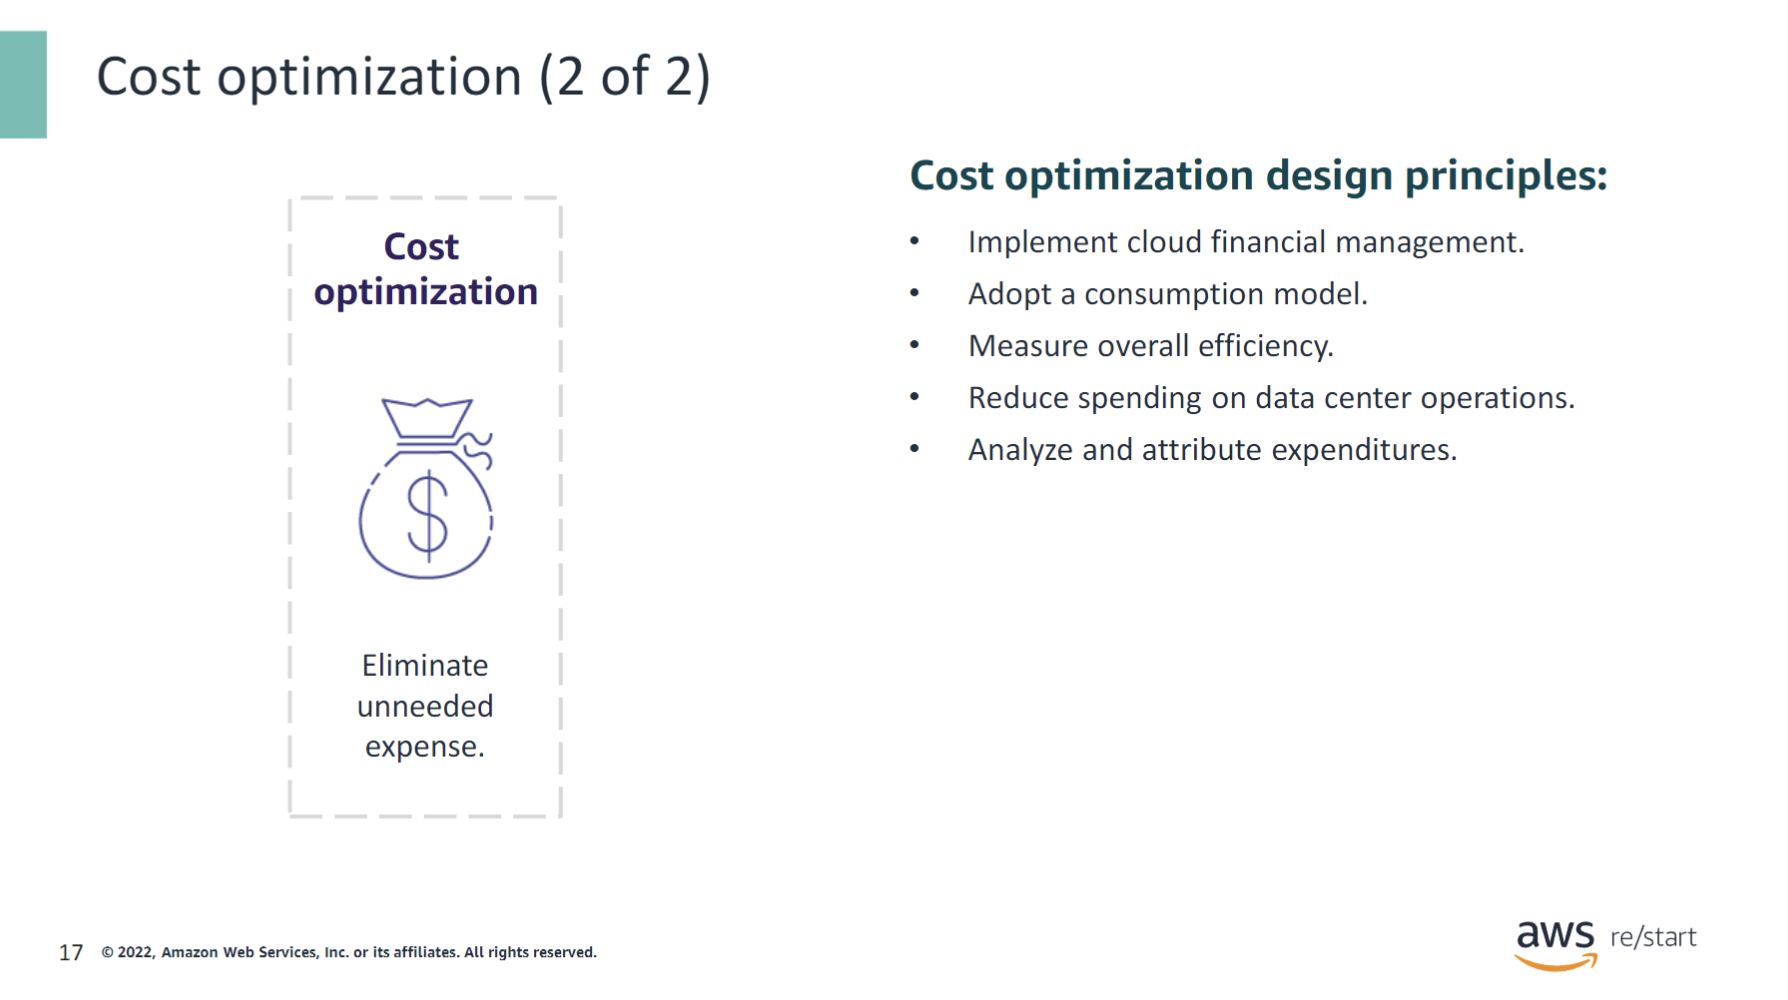 Cost optimization (2 of 2)
Cost
optimization
$
Eliminate
unneeded
expense.
Cost optimization design principles:
• Implement cloud financial management.
• Adopt a consumption model.
• Measure overall efficiency.
• Reduce spending on data center operations.
• Analyze and attribute expenditures.
17 © 2022, Amazon Web Services, Inc. or its affiliates. All rights reserved.
aws re/start